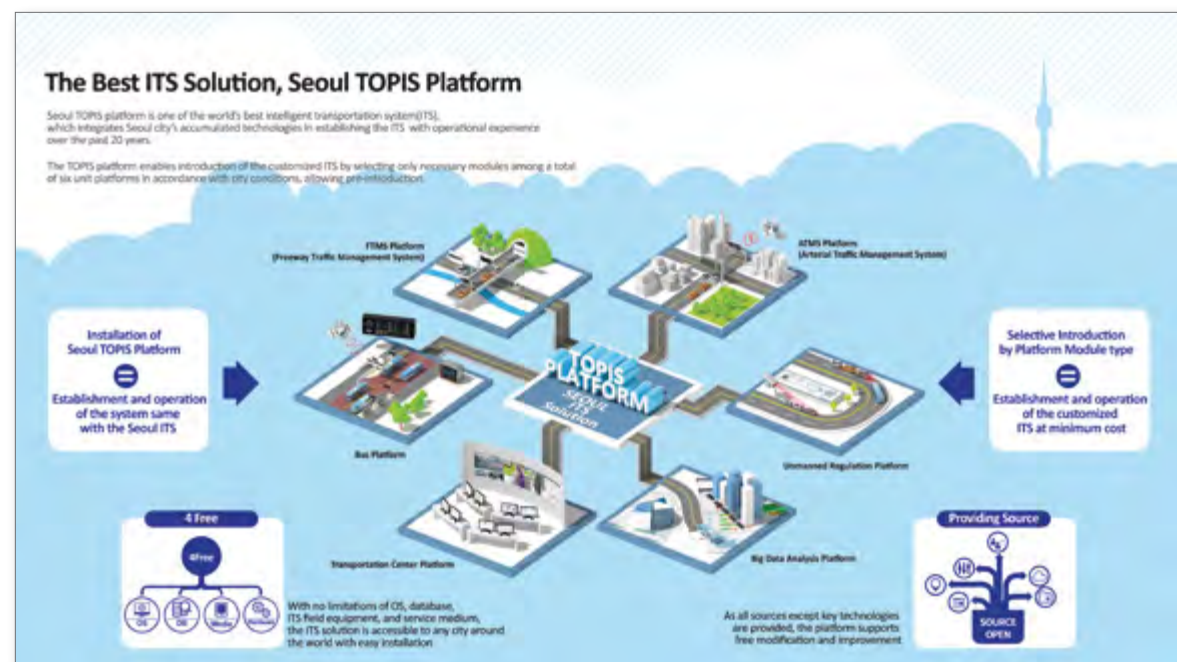 The Best ITS Solution, Seoul TOPIS Platform
Seoul TOPIS platform is one of the world's best intelligent transportation system(ITS),
which integrates Seoul city's accumulated technologies in establishing the ITS with operational experience
over the past 20 years.
The TOPIS platform enables introduction of the customized ITS by selecting only necessary modules among a total
of six unit platforms in accordance with city conditions, allowing pre-introduction.
FTMS Platform
(Freeway Traffic Management System)
ATMS Platform
(Arterial Traffic Management System)
Installation of
Seoul TOPIS Platform
=
Establishment and operation
of the system same
with the Seoul ITS
TOPIS
PLATFORM
SEOUL
ITS
Solution
Selective Introduction
by Platform Module type
=
Establishment and operation
of the customized
ITS at minimum cost
Bus Platform
Unmanned Regulation Platform
Transportation Center Platform
Big Data Analysis Platform
4 Free
4Free
OS
DB
Media
With no limitations of OS, database,
ITS field equipment, and service medium,
the ITS solution is accessible to any city around
the world with easy installation
As all sources except key technologies
are provided, the platform supports
free modification and improvement
Providing Source
SOURCE
OPEN